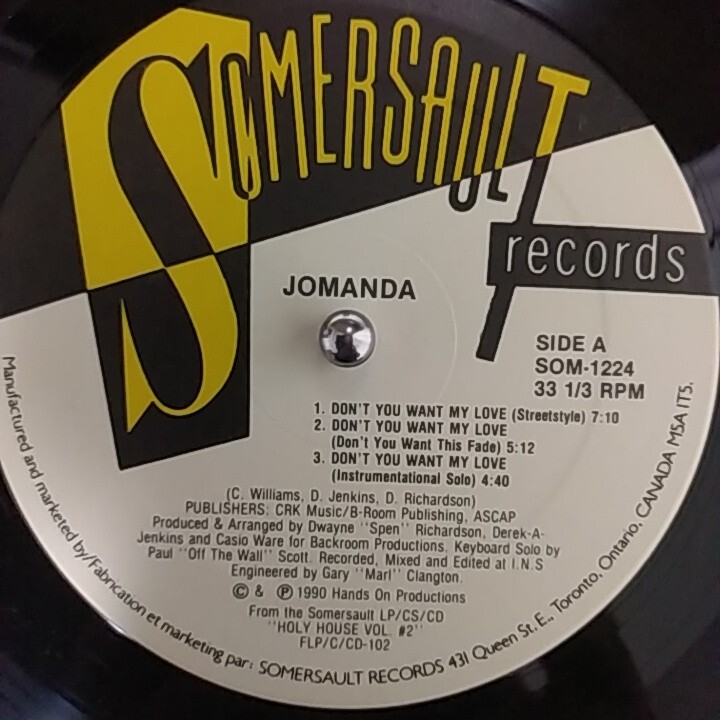 SOMERSAULT
records
JOMANDA
SIDE A
SOM-1224
33 1/3 RPM
1. DON'T YOU WANT MY LOVE (Streetstyle) 7:10
2. DON'T YOU WANT MY LOVE
(Don't You Want This Fade) 5:12
3. DON'T YOU WANT MY LOVE
(Instrumentational Solo) 4:40
(C. Williams, D. Jenkins, D. Richardson)
PUBLISHERS: CRK Music/B-Room Publishing, ASCAP
Produced & Arranged by Dwayne "Spen" Richardson, Derek-A-
Jenkins and Casio Ware for Backroom Productions. Keyboard Solo by
Paul "Off The Wall" Scott. Recorded, Mixed and Edited at I.N.S
Engineered by Gary "Marl" Clangton.
© & ℗ 1990 Hands On Productions
From the Somersault LP/CS/CD
"HOLY HOUSE VOL. #2"
FLP/C/CD-102
Manufactured and marketed by/Fabrication et marketing par: SOMERSAULT RECORDS 431 Queen St. E., Toronto, Ontario, CANADA M5A 1T5.